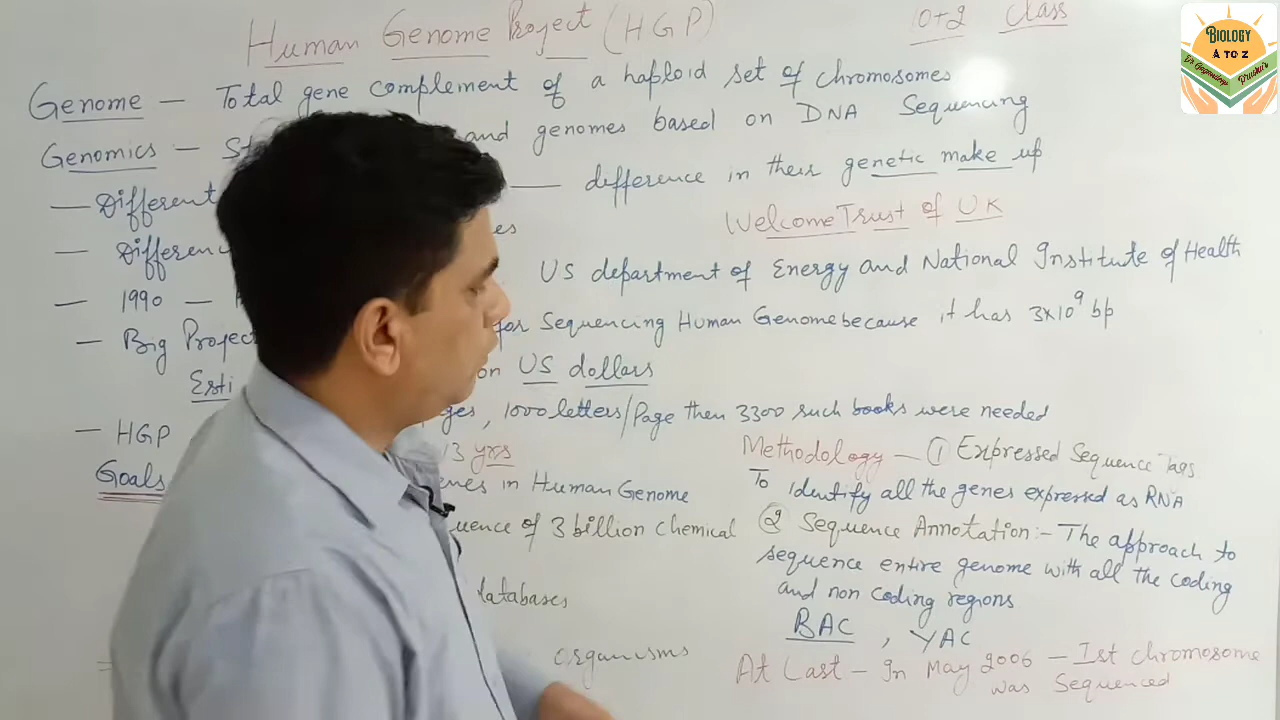 Human Genome Project (HGP)
10+2 Class
BIOLOGY
A TO Z
Genome — Total gene complement of a haploid set of chromosomes
Genomics — St and genomes based on DNA Sequencing
— Different — difference in their genetic make up
— Differenc es
Welcome Trust of UK
— 1990 — US department of Energy and National Institute of Health
— Big Project for Sequencing Human Genome because it has 3x10⁹ bp
Esti on US dollars
ges, 1000 letters/Page then 3300 such books were needed
— HGP 13 yrs
Goals enes in Human Genome
uence of 3 billion chemical
databases
= organisms
Methodology — ① Expressed Sequence Tags
To Identify all the genes expressed as RNA
② Sequence Annotation:- The approach to
sequence entire genome with all the coding
and non coding regions
BAC , YAC
At Last — In May 2006 — Ist chromosome
was Sequenced